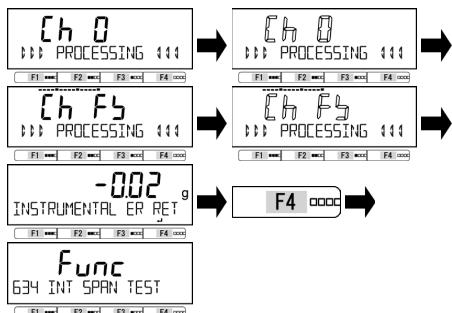 Ch 0
PROCESSING
F1 F2 F3 F4
Ch 0
PROCESSING
F1 F2 F3 F4
Ch FS
PROCESSING
F1 F2 F3 F4
Ch FS
PROCESSING
F1 F2 F3 F4
-0.02 g
INSTRUMENTAL ER RET
F1 F2 F3 F4
F4
Func
634 INT SPAN TEST
F1 F2 F3 F4